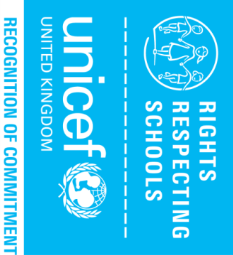 RIGHTS
RESPECTING
SCHOOLS
unicef
UNITED KINGDOM
RECOGNITION OF COMMITMENT